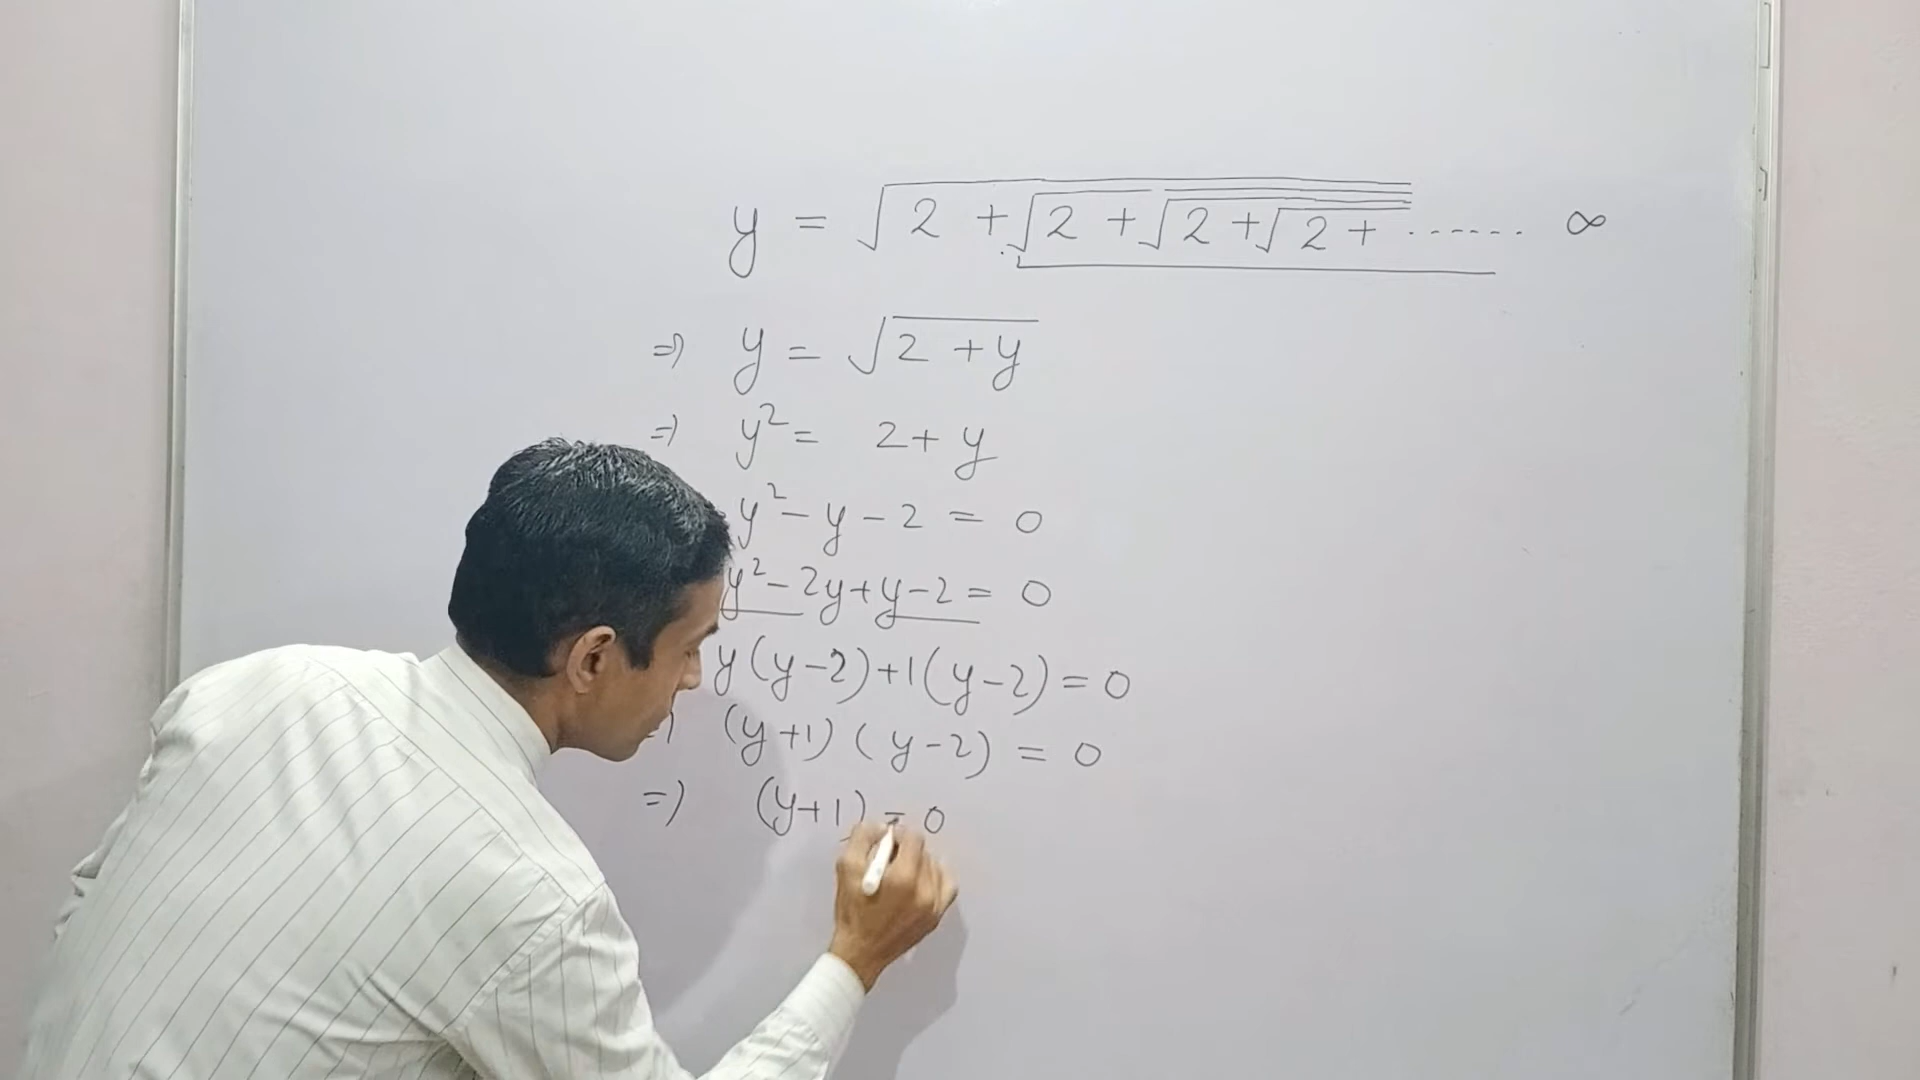 y = √2 + √2 + √2 + √2 + ...... ∞
⇒ y = √2 + y
⇒ y² = 2 + y
y² - y - 2 = 0
y² - 2y + y - 2 = 0
y(y-2)+1(y-2) = 0
⇒ (y+1)(y-2) = 0
⇒ (y+1) = 0